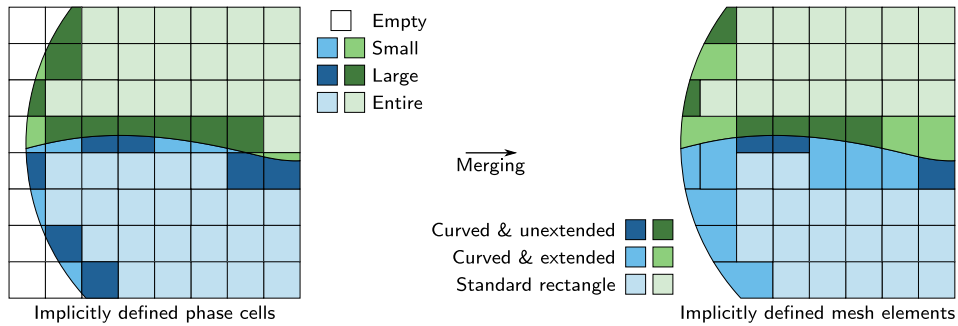 Empty
Small
Large
Entire
Merging
Curved & unextended
Curved & extended
Standard rectangle
Implicitly defined phase cells
Implicitly defined mesh elements